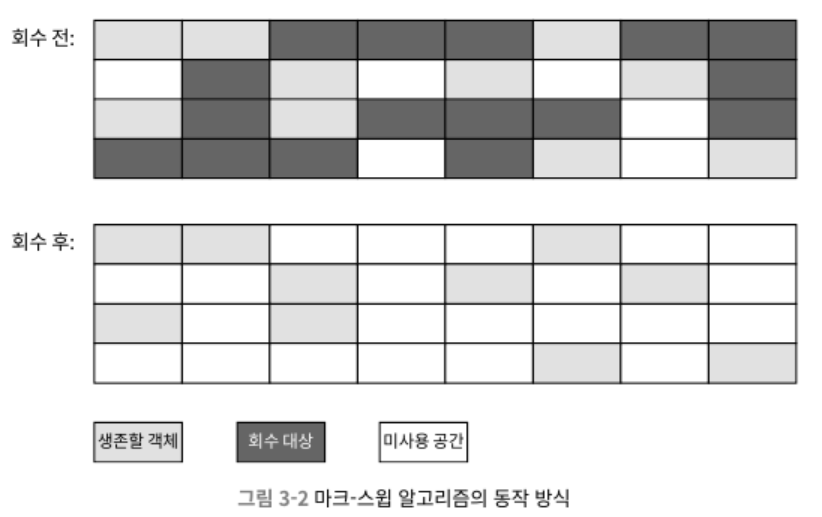 회수 전:
회수 후:
생존할 객체
회수 대상
미사용 공간
그림 3-2 마크-스윕 알고리즘의 동작 방식